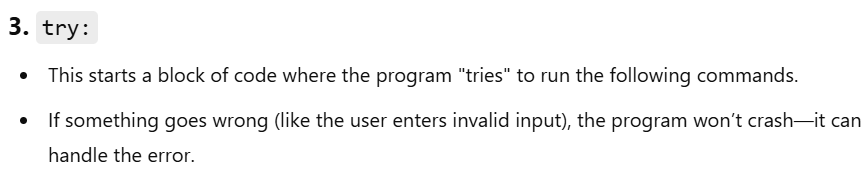 3. try:
• This starts a block of code where the program "tries" to run the following commands.
• If something goes wrong (like the user enters invalid input), the program won’t crash—it can
handle the error.